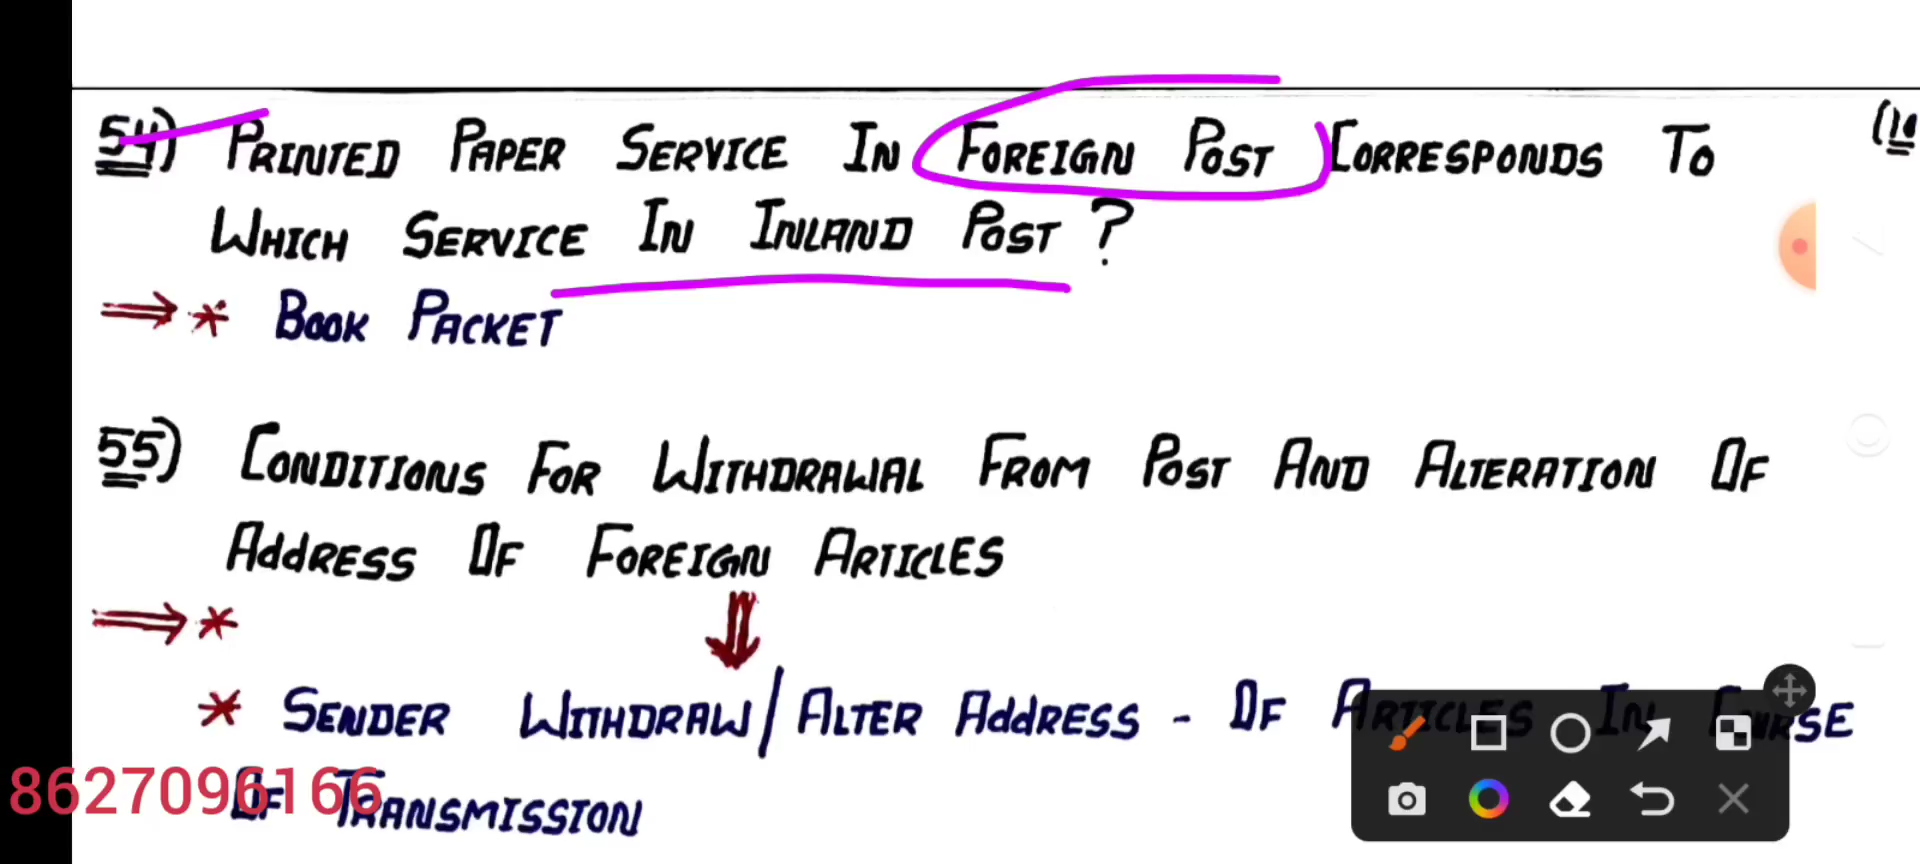 54) PRINTED PAPER SERVICE IN FOREIGN POST CORRESPONDS TO
WHICH SERVICE IN INLAND POST?
⇒ * BOOK PACKET
55) CONDITIONS FOR WITHDRAWAL FROM POST AND ALTERATION OF
ADDRESS OF FOREIGN ARTICLES
⇒ *
* SENDER WITHDRAW/ALTER ADDRESS - OF ARTICLES IN COURSE
OF TRANSMISSION
8627096166